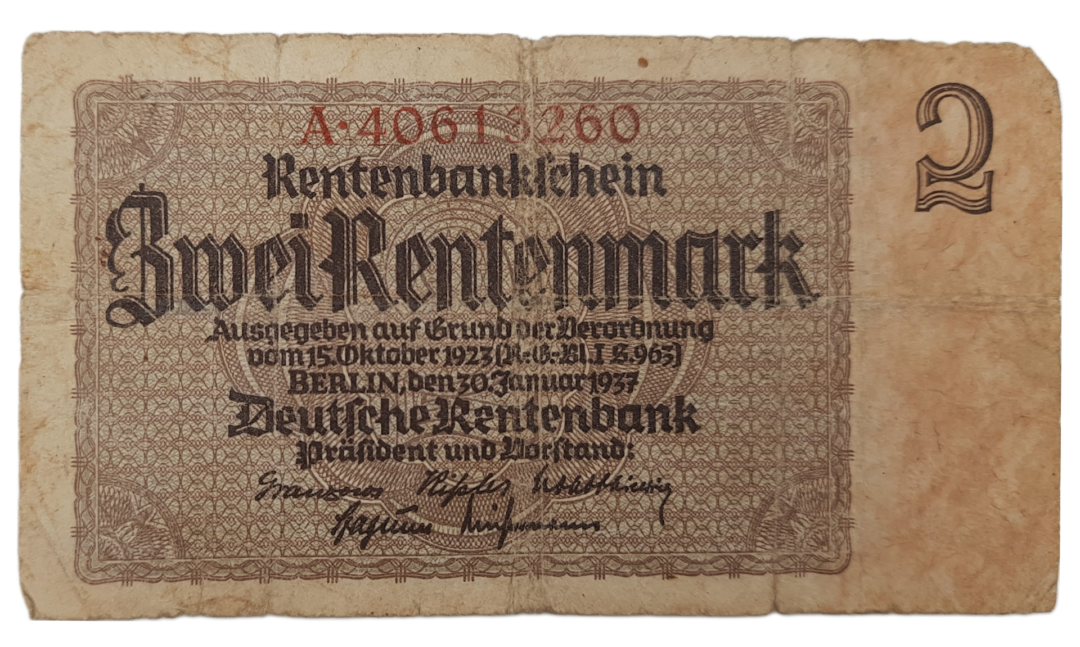 2
A·40613260
Rentenbankschein
Zwei Rentenmark
Ausgegeben auf Grund der Verordnung
vom 15. Oktober 1923 (R.-G.-Bl. I S. 963)
BERLIN, den 30. Januar 1937
Deutsche Rentenbank
Präsident und Vorstand: